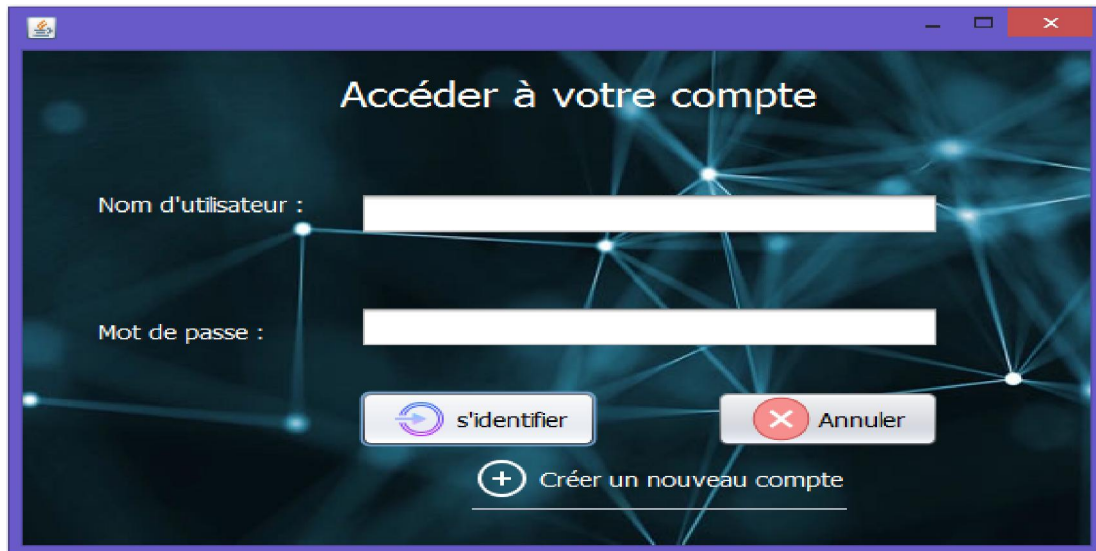 Accéder à votre compte
Nom d'utilisateur :
Mot de passe :
s'identifier
Annuler
Créer un nouveau compte